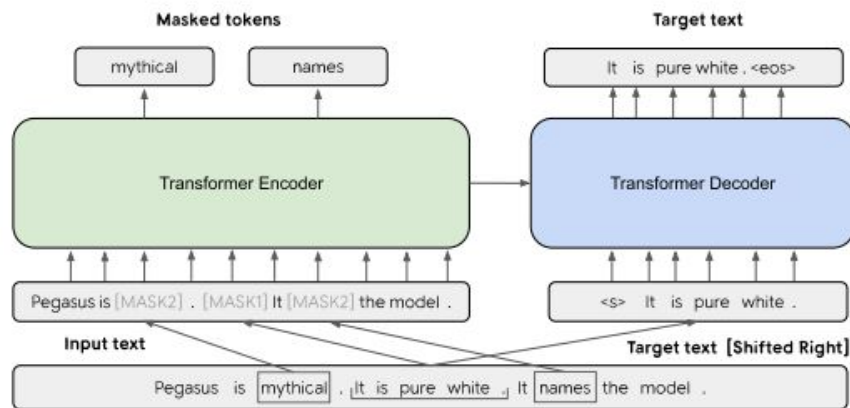 Masked tokens
Target text
mythical
names
It is pure white . <eos>
Transformer Encoder
Transformer Decoder
Pegasus is [MASK2] . [MASK1] It [MASK2] the model .
<s> It is pure white .
Input text
Target text [Shifted Right]
Pegasus is mythical . It is pure white . It names the model .